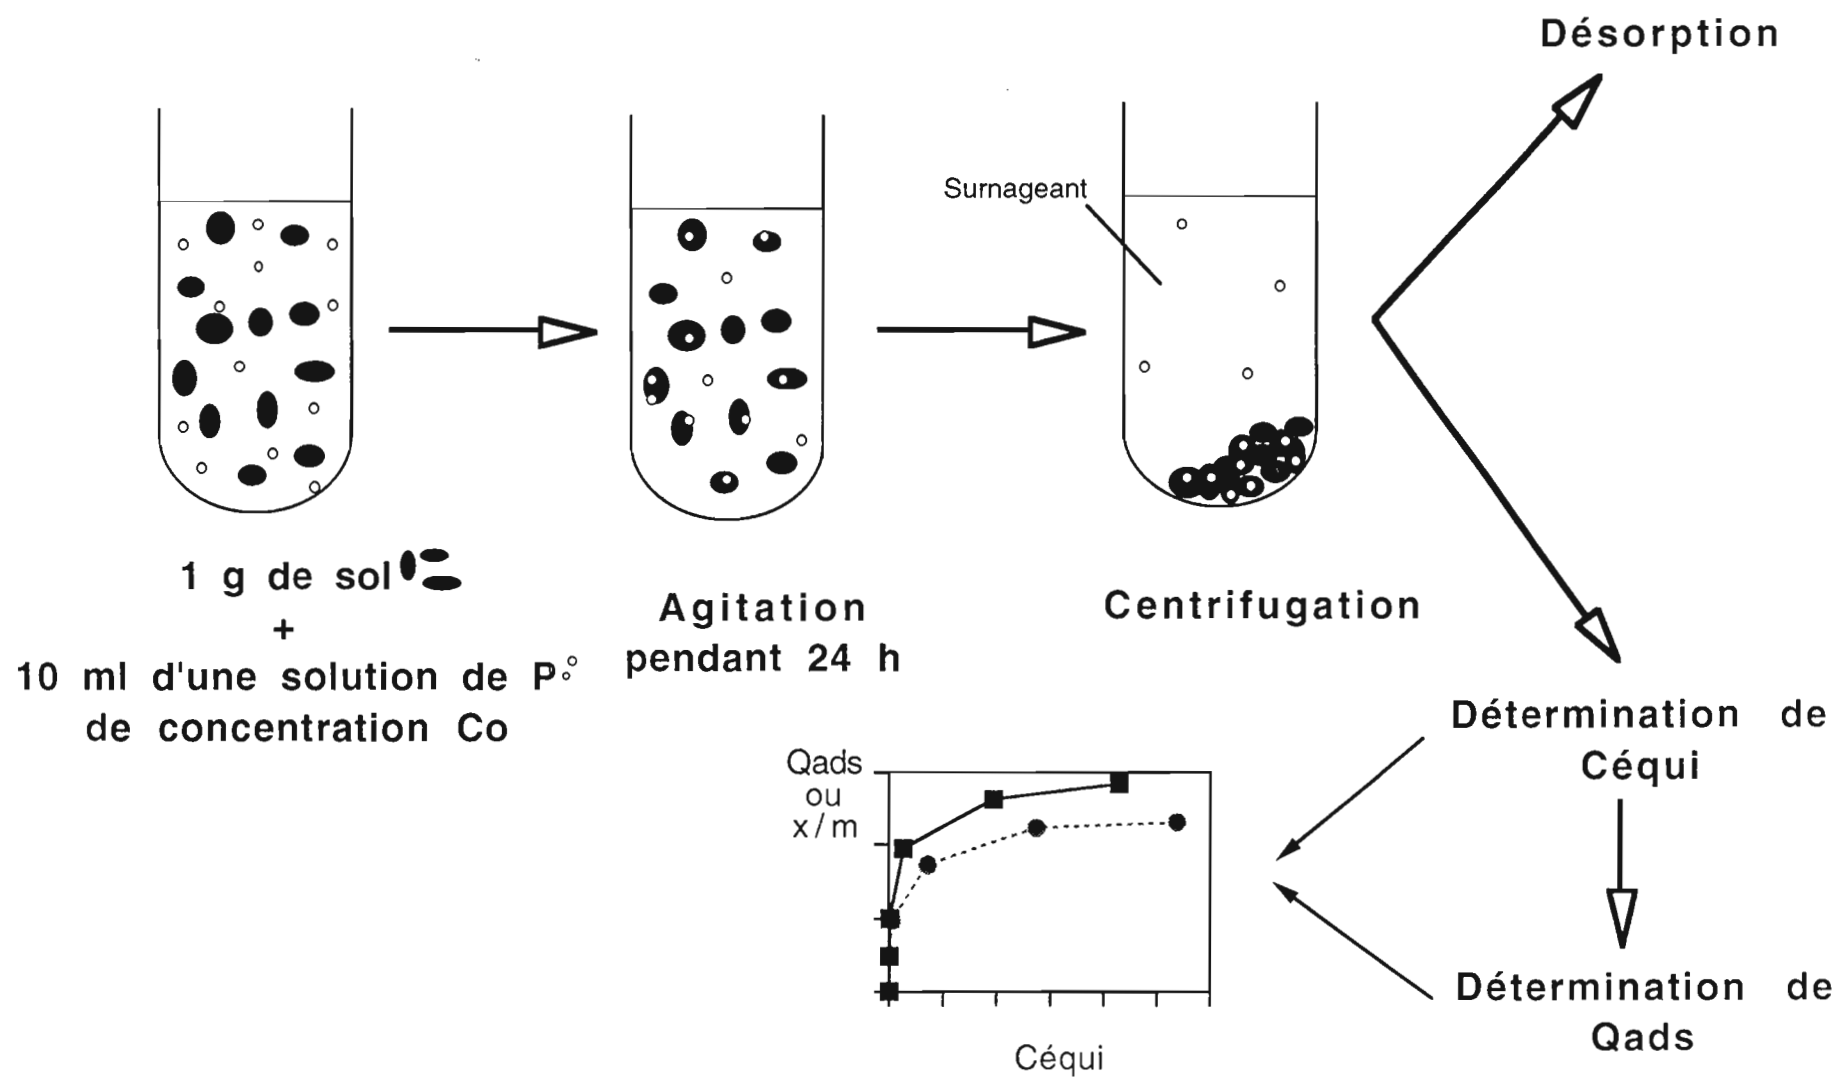 Désorption
Surnageant
1 g de sol
+
10 ml d'une solution de P
de concentration Co
Agitation
pendant 24 h
Centrifugation
Détermination de
Céqui
Qads
ou
x/m
Céqui
Détermination de
Qads